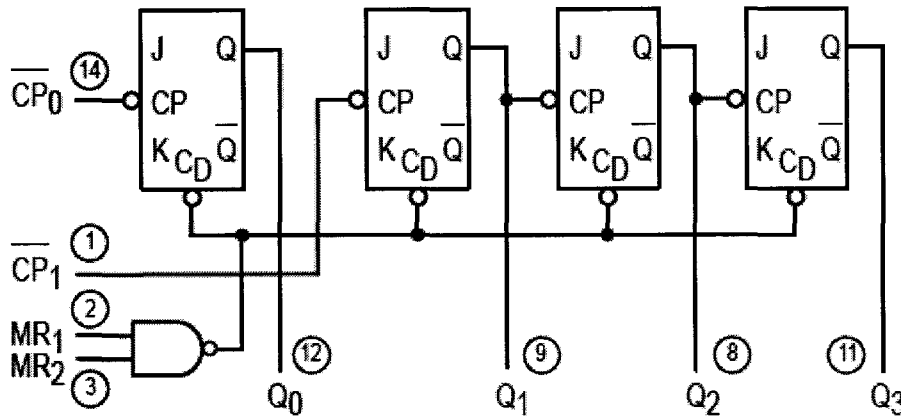 J Q J Q J Q J Q
14
CP0 CP CP CP CP
K CD Q K CD Q K CD Q K CD Q
1
CP1
2
MR1
MR2
3
12 9 8 11
Q0 Q1 Q2 Q3